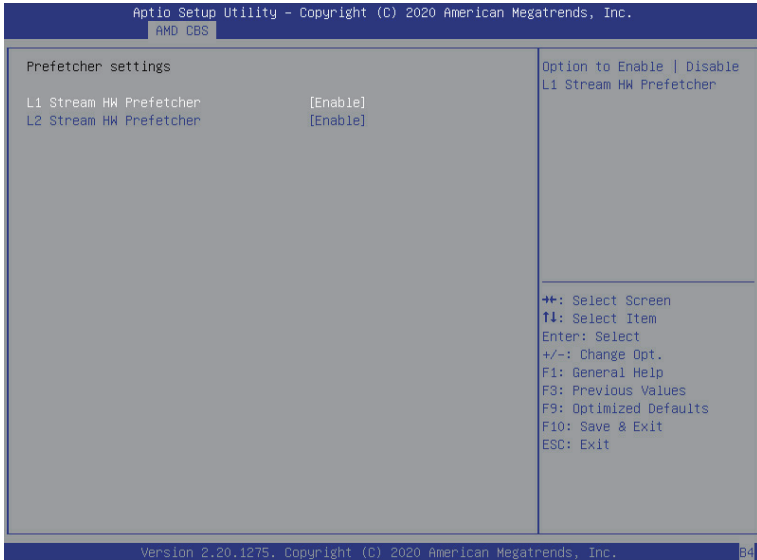 Aptio Setup Utility – Copyright (C) 2020 American Megatrends, Inc.
AMD CBS
Prefetcher settings
L1 Stream HW Prefetcher [Enable]
L2 Stream HW Prefetcher [Enable]
Option to Enable | Disable
L1 Stream HW Prefetcher
→←: Select Screen
↑↓: Select Item
Enter: Select
+/-: Change Opt.
F1: General Help
F3: Previous Values
F9: Optimized Defaults
F10: Save & Exit
ESC: Exit
Version 2.20.1275. Copyright (C) 2020 American Megatrends, Inc.
B4